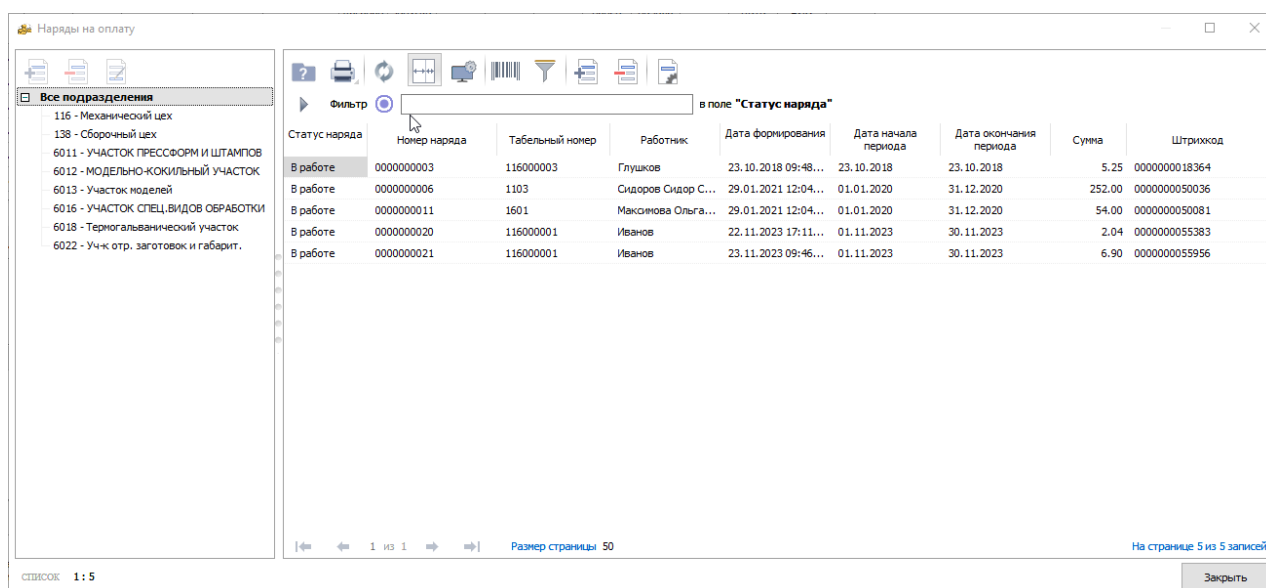 Наряды на оплату
Все подразделения
116 - Механический цех
138 - Сборочный цех
6011 - УЧАСТОК ПРЕССФОРМ И ШТАМПОВ
6012 - МОДЕЛЬНО-КОКИЛЬНЫЙ УЧАСТОК
6013 - Участок моделей
6016 - УЧАСТОК СПЕЦ.ВИДОВ ОБРАБОТКИ
6018 - Термогальванический участок
6022 - Уч-к отр. заготовок и габарит.
Фильтр в поле "Статус наряда"
Статус наряда Номер наряда Табельный номер Работник Дата формирования Дата начала периода Дата окончания периода Сумма Штрихкод
В работе 0000000003 116000003 Глушков 23.10.2018 09:48... 23.10.2018 23.10.2018 5.25 0000000018364
В работе 0000000006 1103 Сидоров Сидор С... 29.01.2021 12:04... 01.01.2020 31.12.2020 252.00 0000000050036
В работе 0000000011 1601 Максимова Ольга... 29.01.2021 12:04... 01.01.2020 31.12.2020 54.00 0000000050081
В работе 0000000020 116000001 Иванов 22.11.2023 17:11... 01.11.2023 30.11.2023 2.04 0000000055383
В работе 0000000021 116000001 Иванов 23.11.2023 09:46... 01.11.2023 30.11.2023 6.90 0000000055956
1 из 1 Размер страницы 50 На странице 5 из 5 записей
СПИСОК 1:5 Закрыть